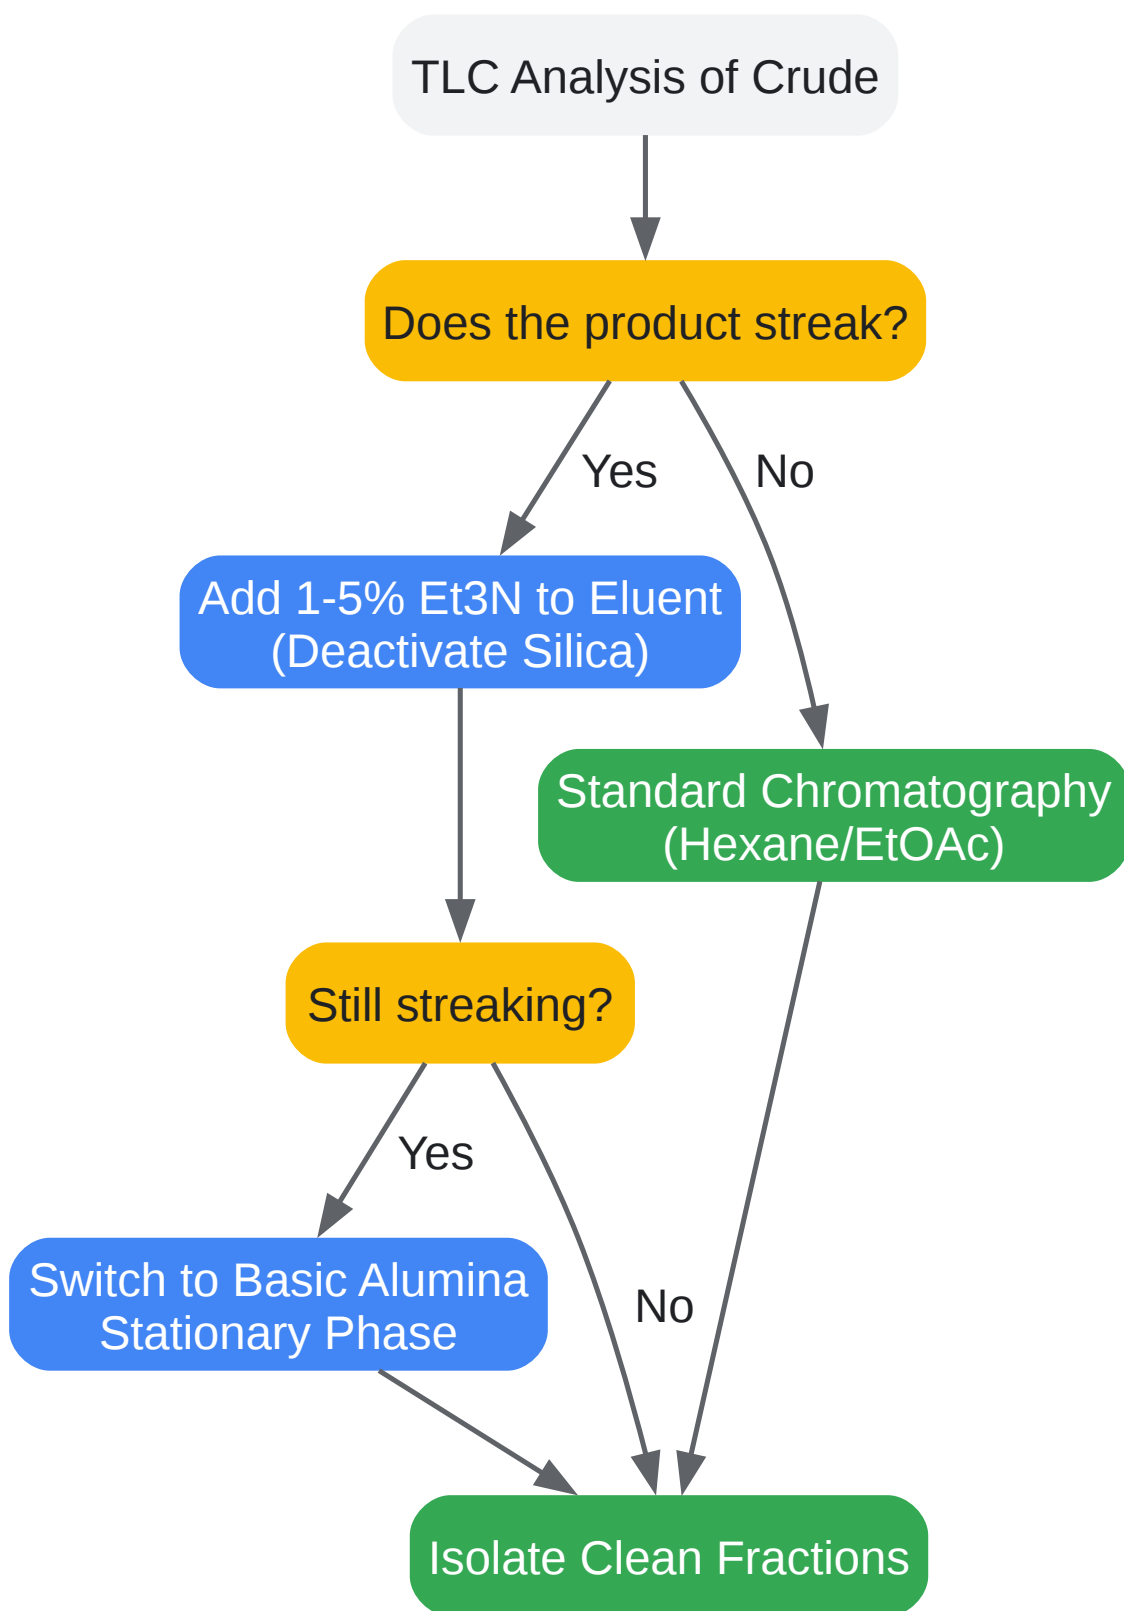 TLC Analysis of Crude
Does the product streak?
Yes
No
Add 1-5% Et3N to Eluent
(Deactivate Silica)
Standard Chromatography
(Hexane/EtOAc)
Still streaking?
Yes
Switch to Basic Alumina
Stationary Phase
No
Isolate Clean Fractions